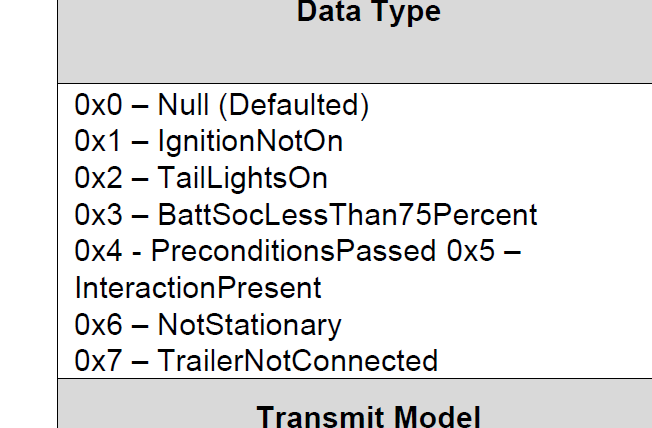 Data Type
0x0 – Null (Defaulted)
0x1 – IgnitionNotOn
0x2 – TailLightsOn
0x3 – BattSocLessThan75Percent
0x4 - PreconditionsPassed 0x5 –
InteractionPresent
0x6 – NotStationary
0x7 – TrailerNotConnected
Transmit Model